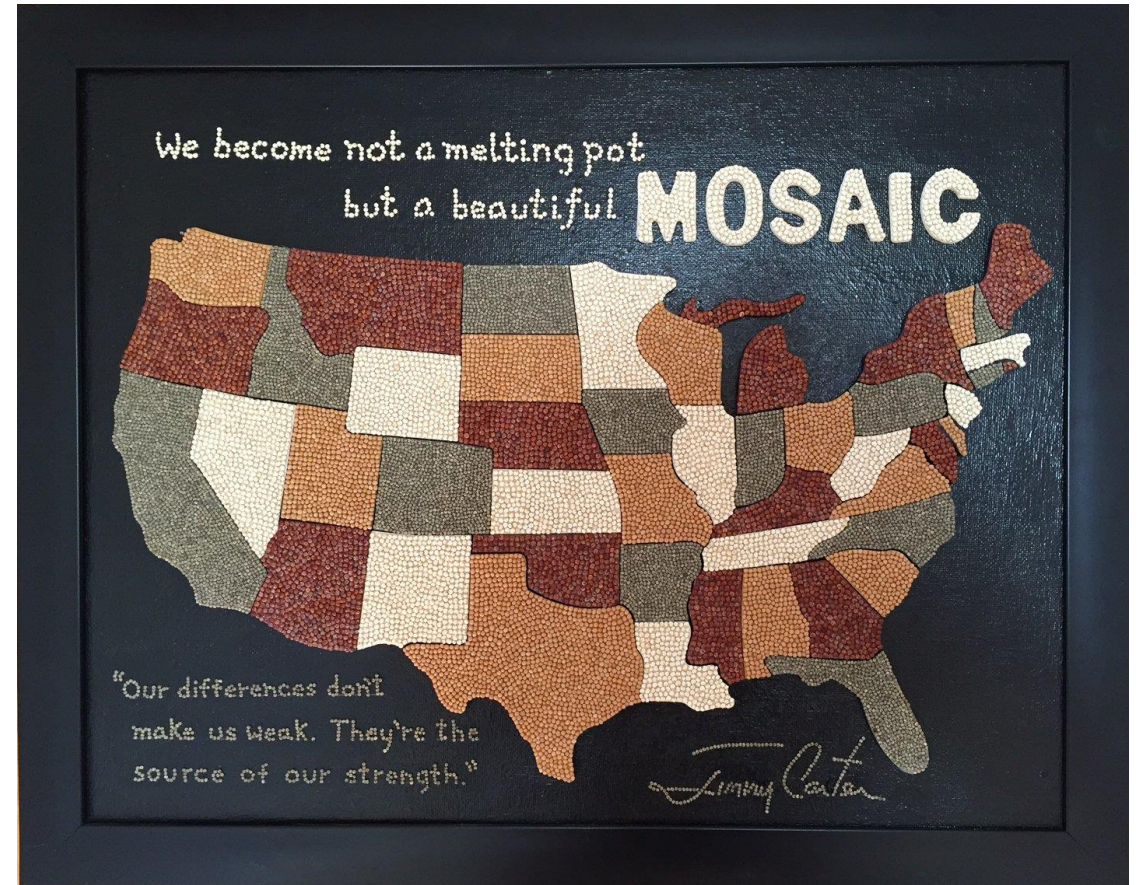 We become not a melting pot
but a beautiful MOSAIC
"Our differences don't
make us weak. They're the
source of our strength."
Jimmy Carter